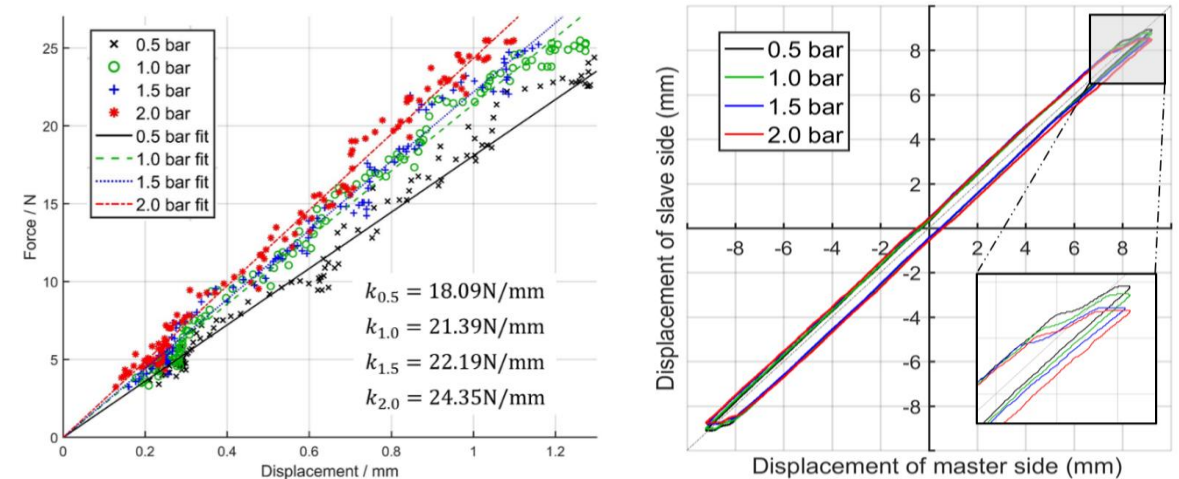 0.5 bar
1.0 bar
1.5 bar
2.0 bar
0.5 bar fit
1.0 bar fit
1.5 bar fit
2.0 bar fit
k0.5 = 18.09N/mm
k1.0 = 21.39N/mm
k1.5 = 22.19N/mm
k2.0 = 24.35N/mm
25
20
15
10
5
0
0 0.2 0.4 0.6 0.8 1 1.2
Force / N
Displacement / mm
0.5 bar
1.0 bar
1.5 bar
2.0 bar
8
6
4
2
-2
-4
-6
-8
-8 -6 -4 -2 2 4 6 8
Displacement of slave side (mm)
Displacement of master side (mm)